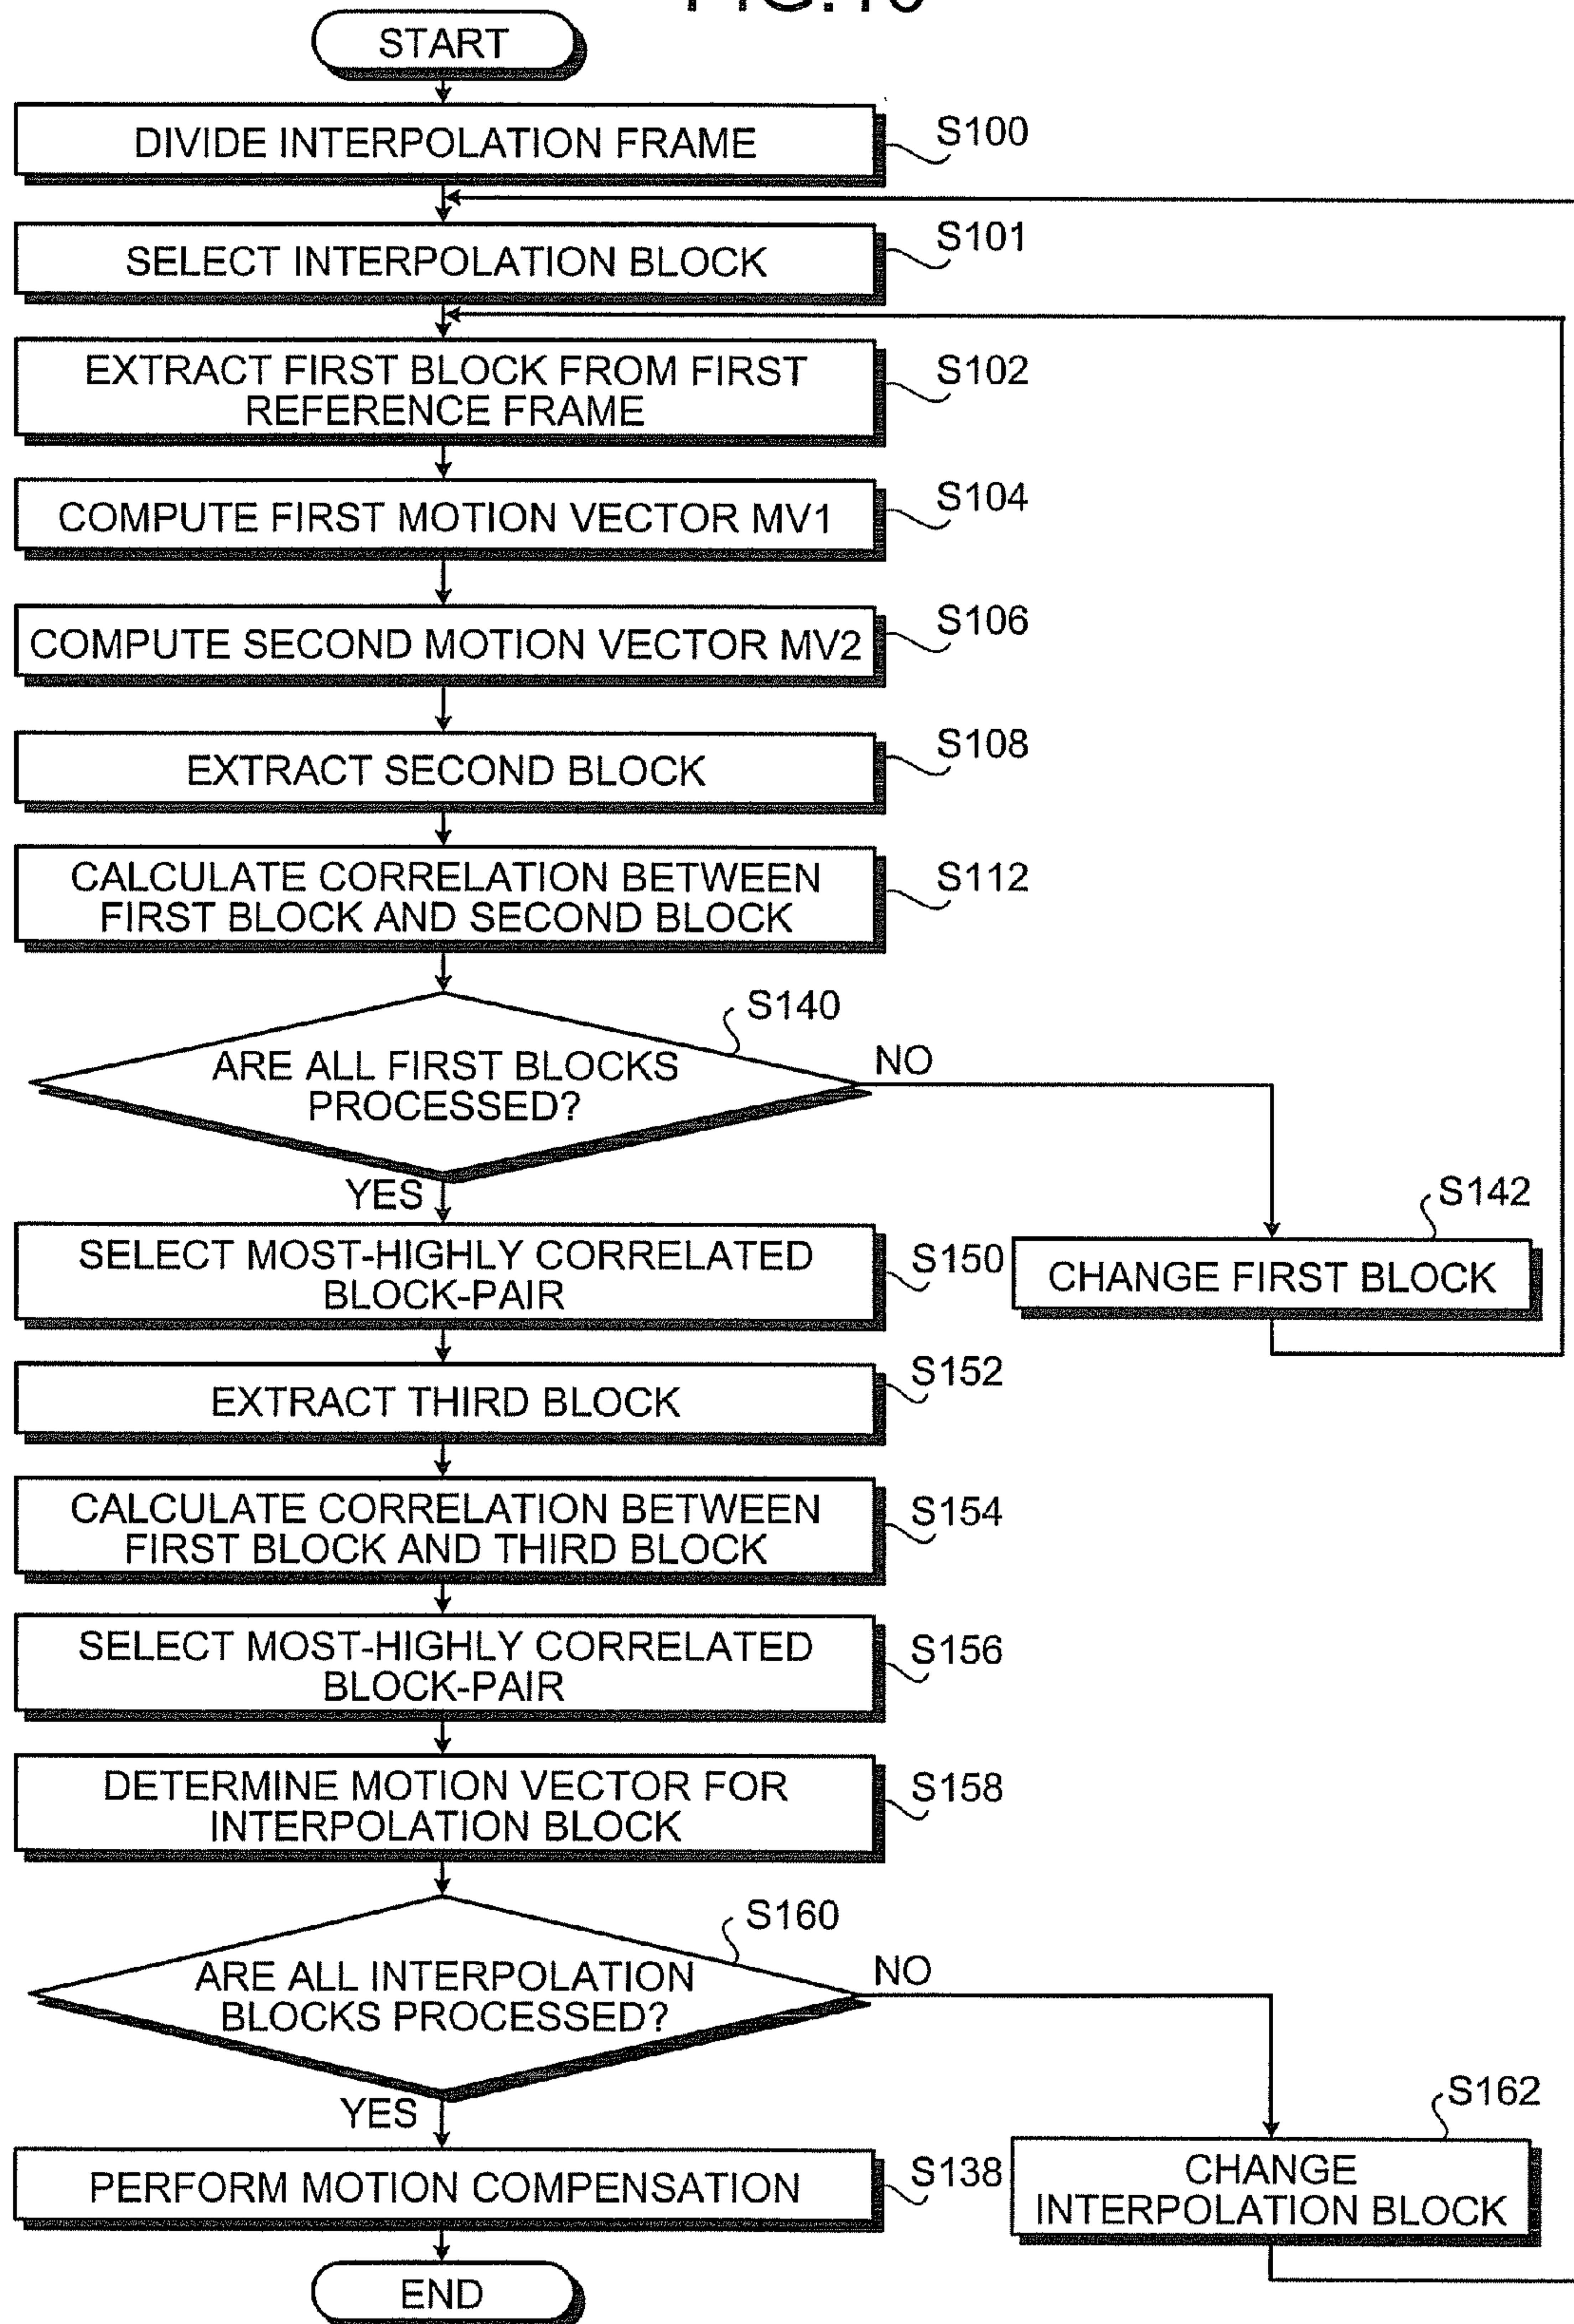 START
DIVIDE INTERPOLATION FRAME
S100
SELECT INTERPOLATION BLOCK
S101
EXTRACT FIRST BLOCK FROM FIRST
REFERENCE FRAME
S102
COMPUTE FIRST MOTION VECTOR MV1
S104
COMPUTE SECOND MOTION VECTOR MV2
S106
EXTRACT SECOND BLOCK
S108
CALCULATE CORRELATION BETWEEN
FIRST BLOCK AND SECOND BLOCK
S112
S140
ARE ALL FIRST BLOCKS
PROCESSED?
NO
YES
S142
CHANGE FIRST BLOCK
SELECT MOST-HIGHLY CORRELATED
BLOCK-PAIR
S150
EXTRACT THIRD BLOCK
S152
CALCULATE CORRELATION BETWEEN
FIRST BLOCK AND THIRD BLOCK
S154
SELECT MOST-HIGHLY CORRELATED
BLOCK-PAIR
S156
DETERMINE MOTION VECTOR FOR
INTERPOLATION BLOCK
S158
S160
ARE ALL INTERPOLATION
BLOCKS PROCESSED?
NO
YES
S162
CHANGE
INTERPOLATION BLOCK
PERFORM MOTION COMPENSATION
S138
END